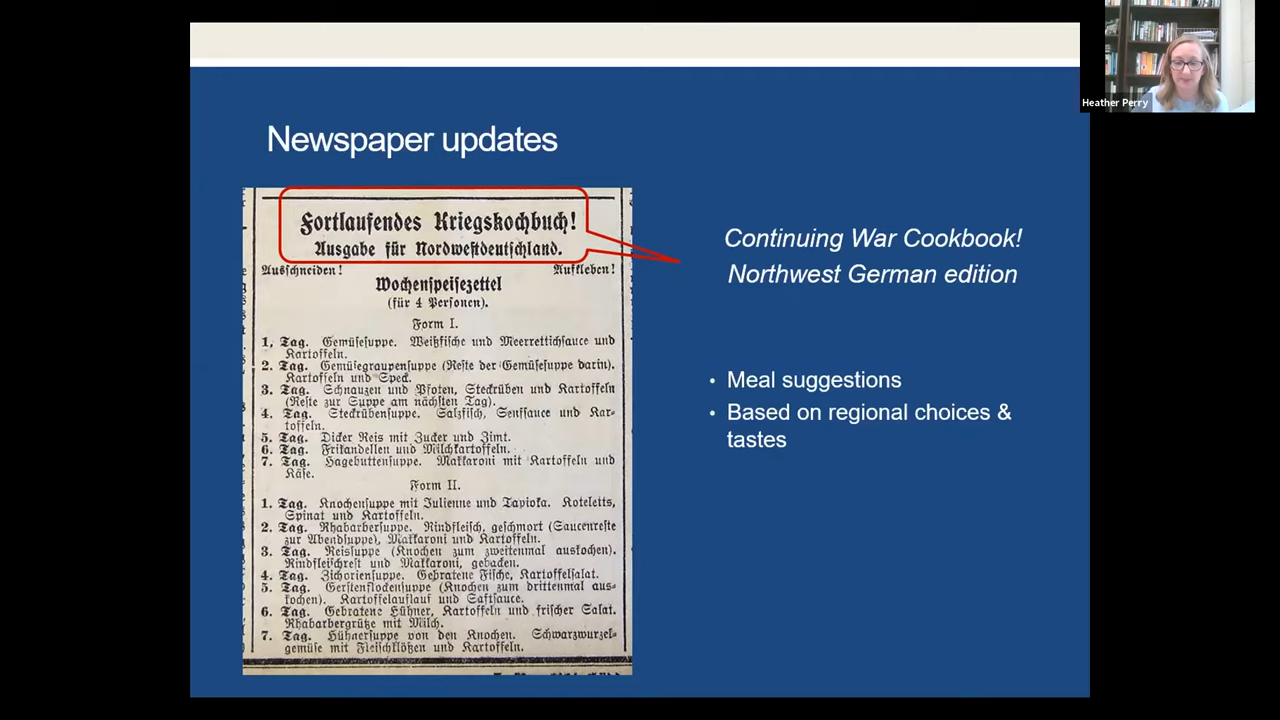 Heather Perry
Newspaper updates
Fortlaufendes Kriegskochbuch!
Ausgabe für Nordwestdeutschland.
Ausschneiden! Aufkleben!
Wochenspeisezettel
(für 4 Personen).
Form I.
1. Tag. Gemüsesuppe. Weißfische und Meerrettichsauce und
Kartoffeln.
2. Tag. Gemüsegraupensuppe (Reste der Gemüsesuppe darin).
Kartoffeln und Speck.
3. Tag. Schnauzen und Pfoten, Steckrüben und Kartoffeln
(Reste zur Suppe am nächsten Tag).
4. Tag. Steckrübensuppe. Salzfisch, Senfsauce und Kar-
toffeln.
5. Tag. Dicker Reis mit Zucker und Zimt.
6. Tag. Frikandellen und Milchkartoffeln.
7. Tag. Hagebuttensuppe. Makkaroni mit Kartoffeln und
Käse.
Form II.
1. Tag. Knochensuppe mit Julienne und Tapioka. Koteletts,
Spinat und Kartoffeln.
2. Tag. Rhabarbersuppe. Rindfleisch, geschmort (Saucenreste
zur Abendsuppe), Makkaroni und Kartoffeln.
3. Tag. Reissuppe (Knochen zum zweitenmal auskochen).
Rindfleischrest und Makkaroni, gebacken.
4. Tag. Zichoriensuppe. Gebratene Fische, Kartoffelsalat.
5. Tag. Gerstenflockensuppe (Knochen zum drittenmal aus-
kochen). Kartoffelauflauf und Saftsauce.
6. Tag. Gebratene Hühner, Kartoffeln und frischer Salat.
Rhabarbergrütze mit Milch.
7. Tag. Hühnersuppe von den Knochen. Schwarzwurzel-
gemüse mit Fleischklößen und Kartoffeln.
Continuing War Cookbook!
Northwest German edition
• Meal suggestions
• Based on regional choices &
tastes